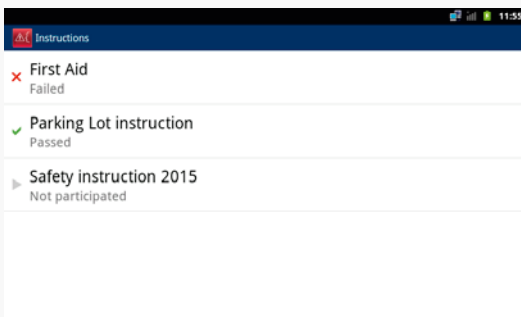 11:55
Instructions
First Aid
Failed
Parking Lot instruction
Passed
Safety instruction 2015
Not participated